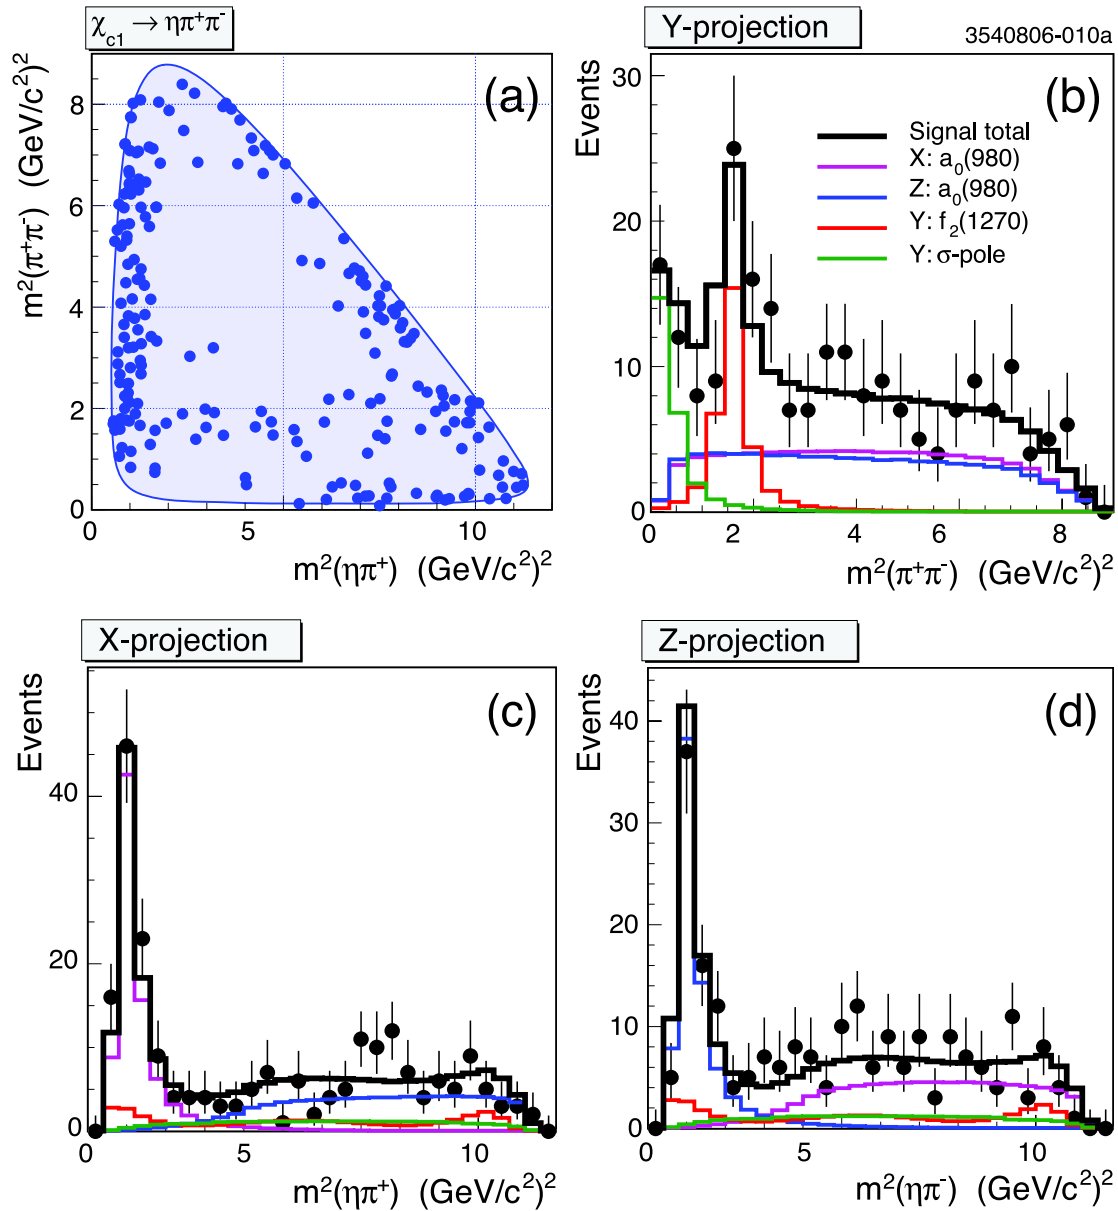 χc1 → ηπ+π-
(a)
m²(π+π-) (GeV/c²)²
8
6
4
2
0
0 5 10
m²(ηπ+) (GeV/c²)²
Y-projection
3540806-010a
(b)
Events
30
20
10
0
Signal total
X: a0(980)
Z: a0(980)
Y: f2(1270)
Y: σ-pole
0 2 4 6 8
m²(π+π-) (GeV/c²)²
X-projection
(c)
Events
40
20
0
0 5 10
m²(ηπ+) (GeV/c²)²
Z-projection
(d)
Events
40
30
20
10
0
0 5 10
m²(ηπ-) (GeV/c²)²